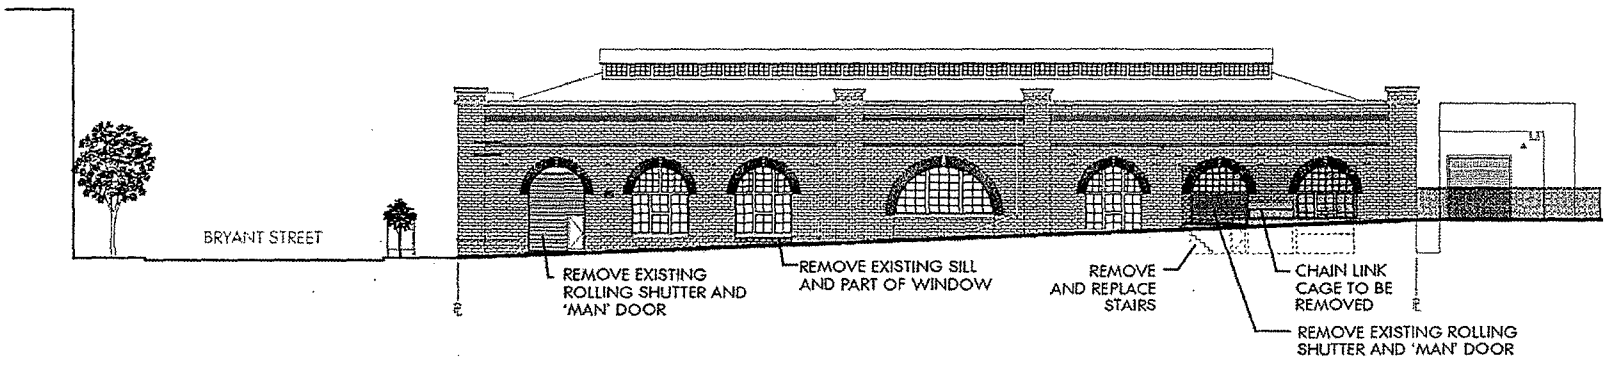 BRYANT STREET
REMOVE EXISTING
ROLLING SHUTTER AND
'MAN' DOOR
REMOVE EXISTING SILL
AND PART OF WINDOW
REMOVE
AND REPLACE
STAIRS
CHAIN LINK
CAGE TO BE
REMOVED
REMOVE EXISTING ROLLING
SHUTTER AND 'MAN' DOOR